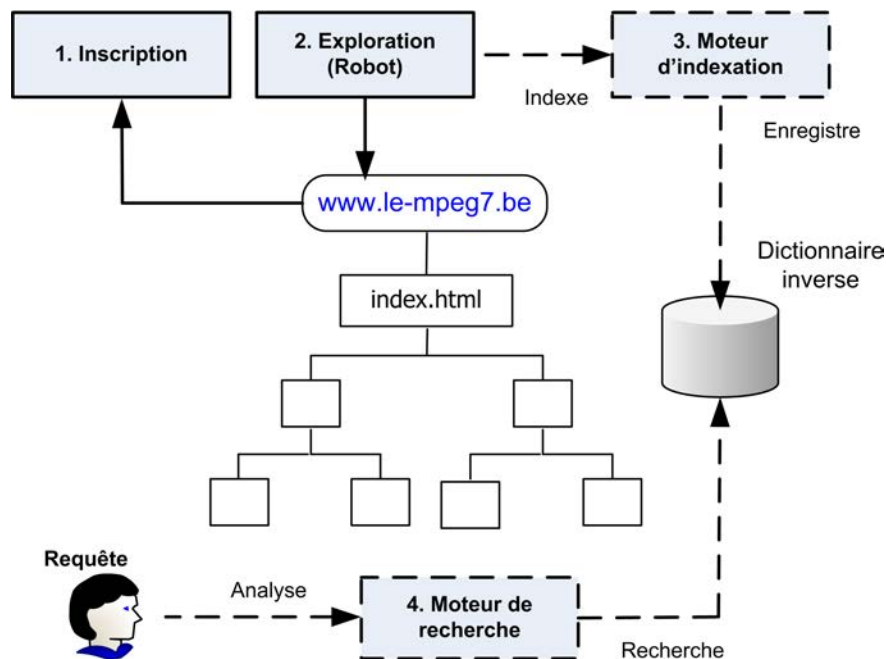 1. Inscription
2. Exploration
(Robot)
3. Moteur
d'indexation
Indexe
Enregistre
www.le-mpeg7.be
Dictionnaire
inverse
index.html
Requête
Analyse
4. Moteur de
recherche
Recherche